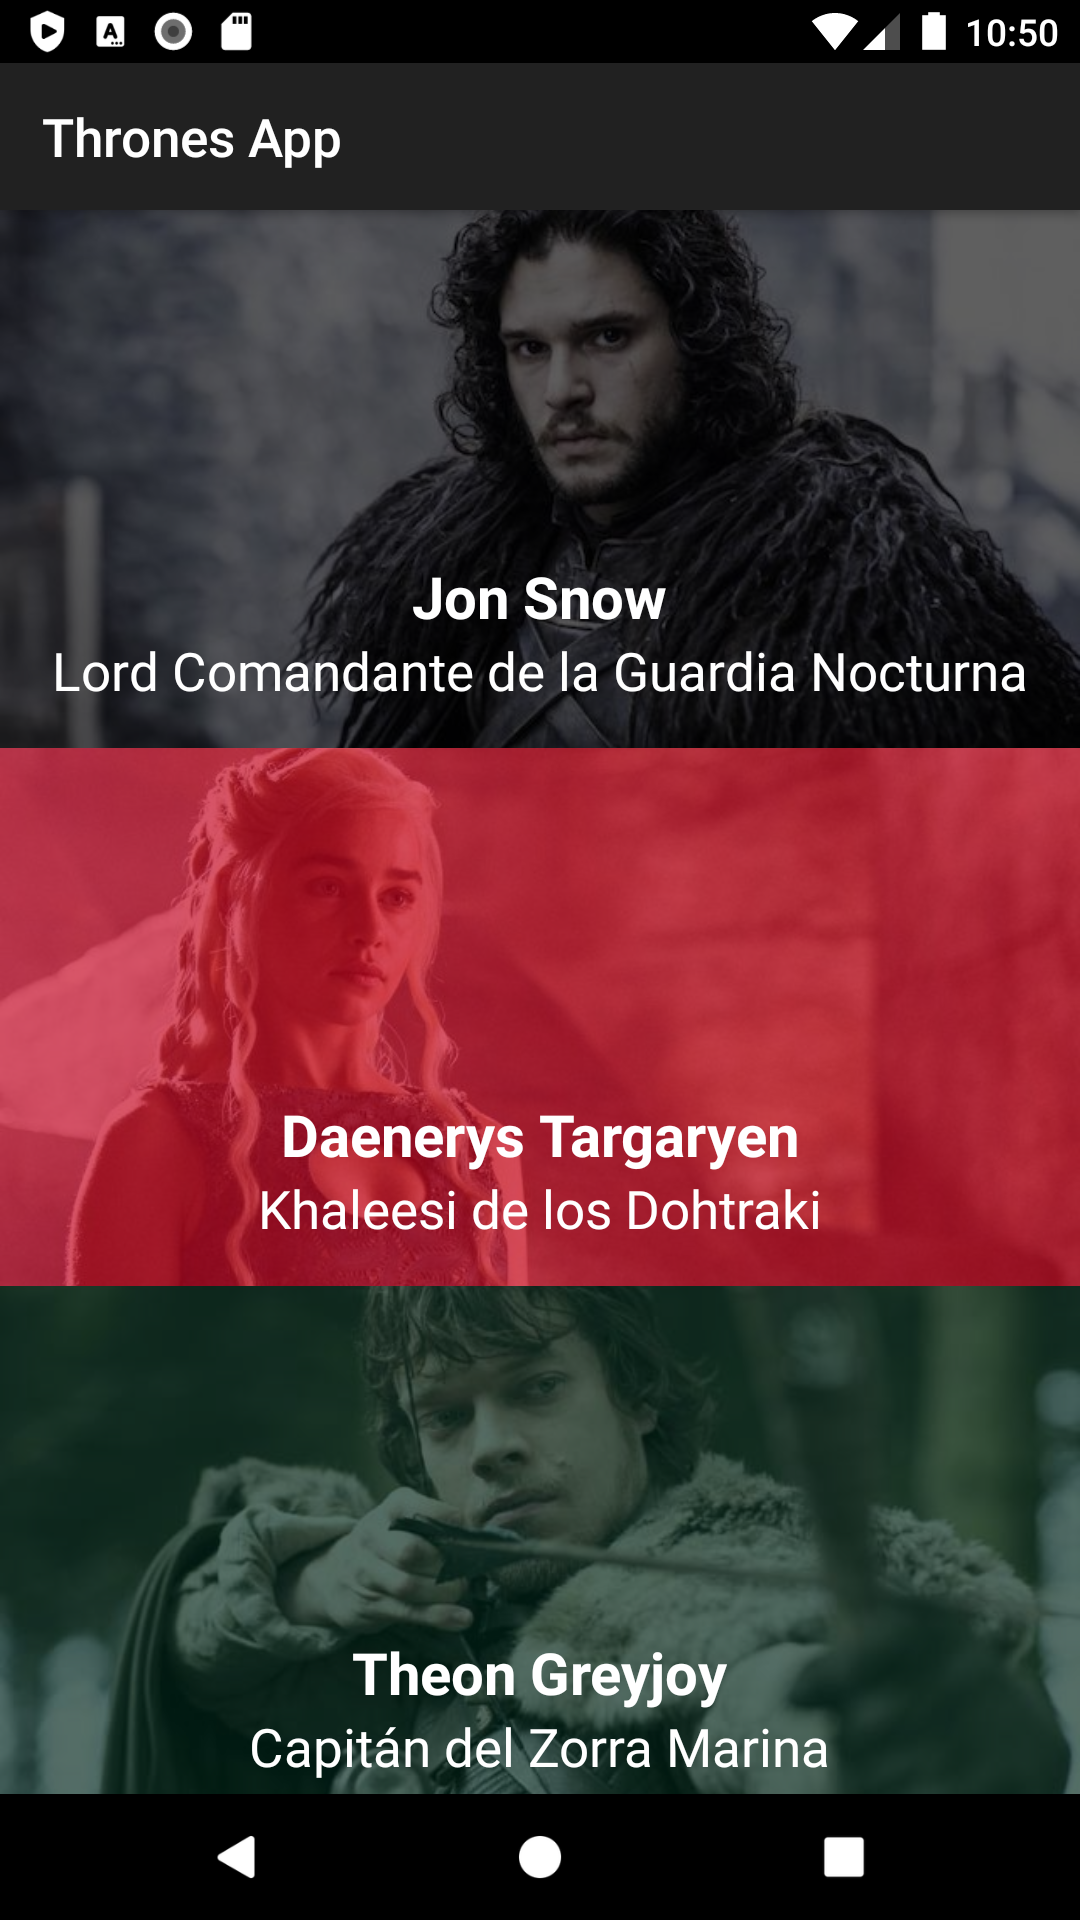 10:50
Thrones App
Jon Snow
Lord Comandante de la Guardia Nocturna
Daenerys Targaryen
Khaleesi de los Dohtraki
Theon Greyjoy
Capitán del Zorra Marina